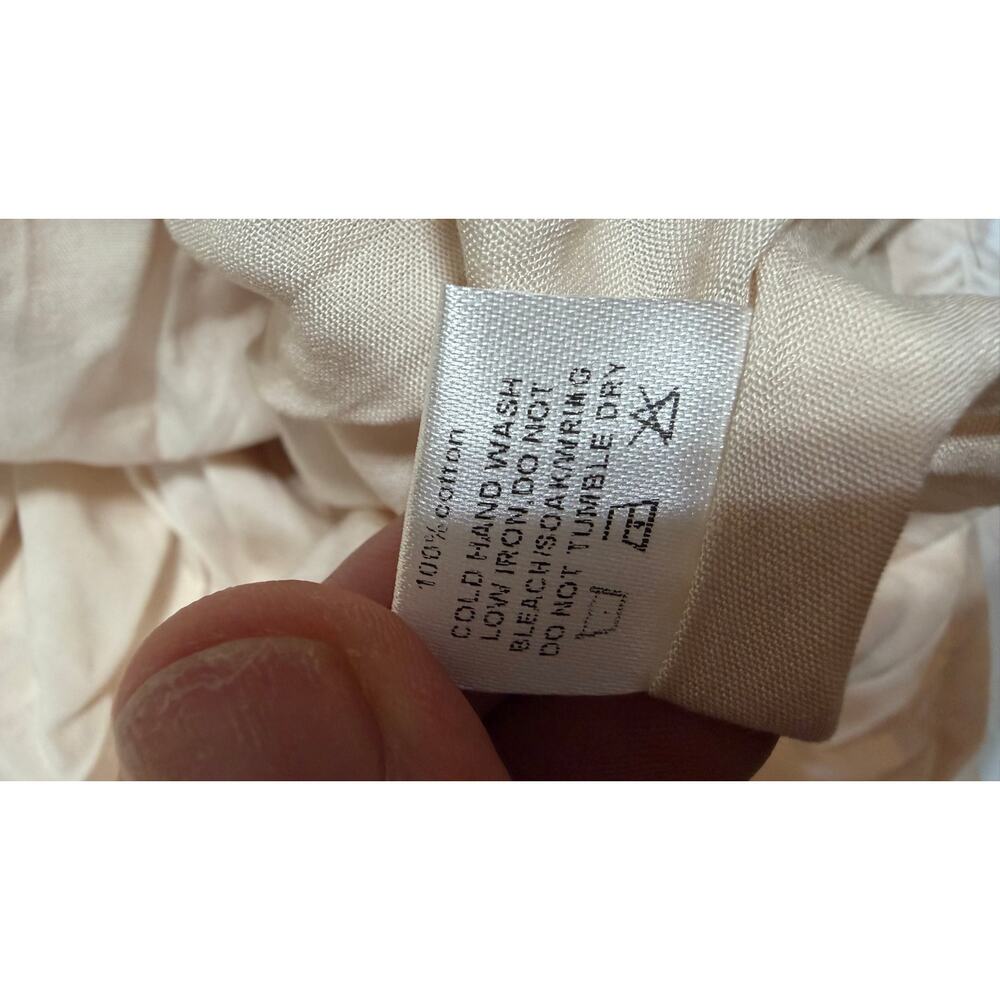 100% cotton
COLD HAND WASH
LOW IRON.DO NOT
BLEACH/SOAK/WRING
DO NOT TUMBLE DRY